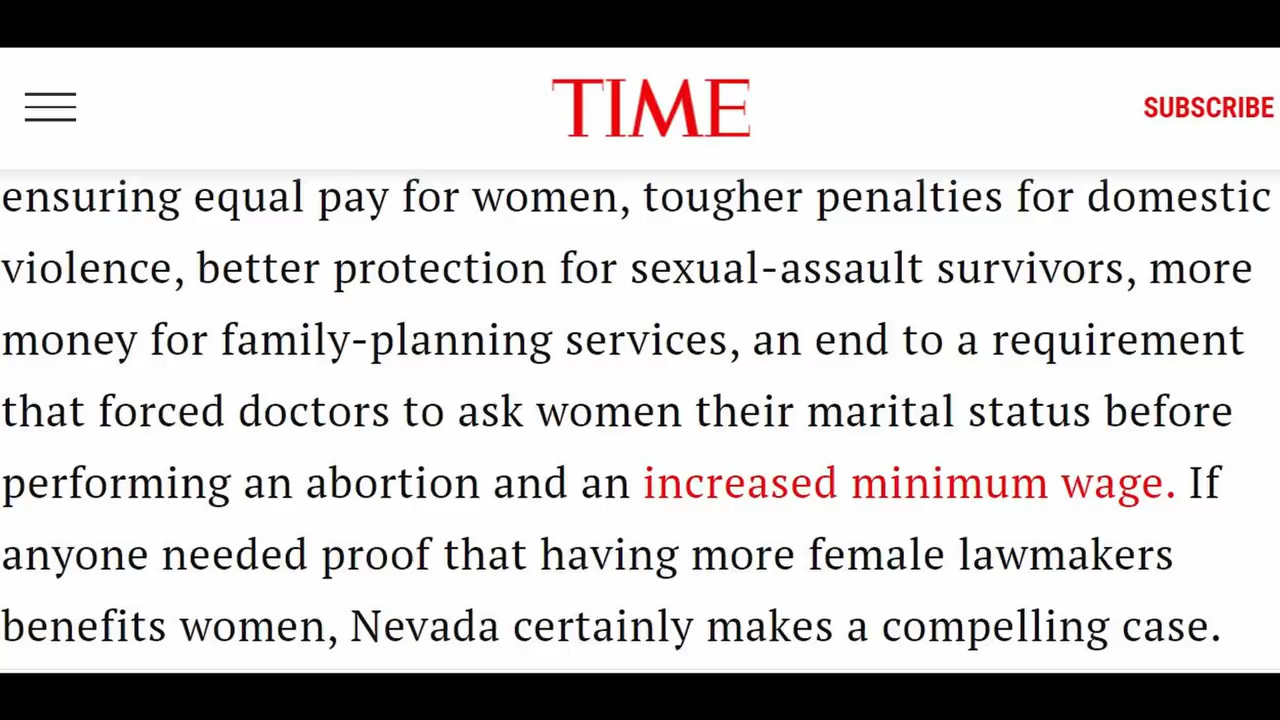 TIME
SUBSCRIBE
ensuring equal pay for women, tougher penalties for domestic
violence, better protection for sexual-assault survivors, more
money for family-planning services, an end to a requirement
that forced doctors to ask women their marital status before
performing an abortion and an increased minimum wage. If
anyone needed proof that having more female lawmakers
benefits women, Nevada certainly makes a compelling case.